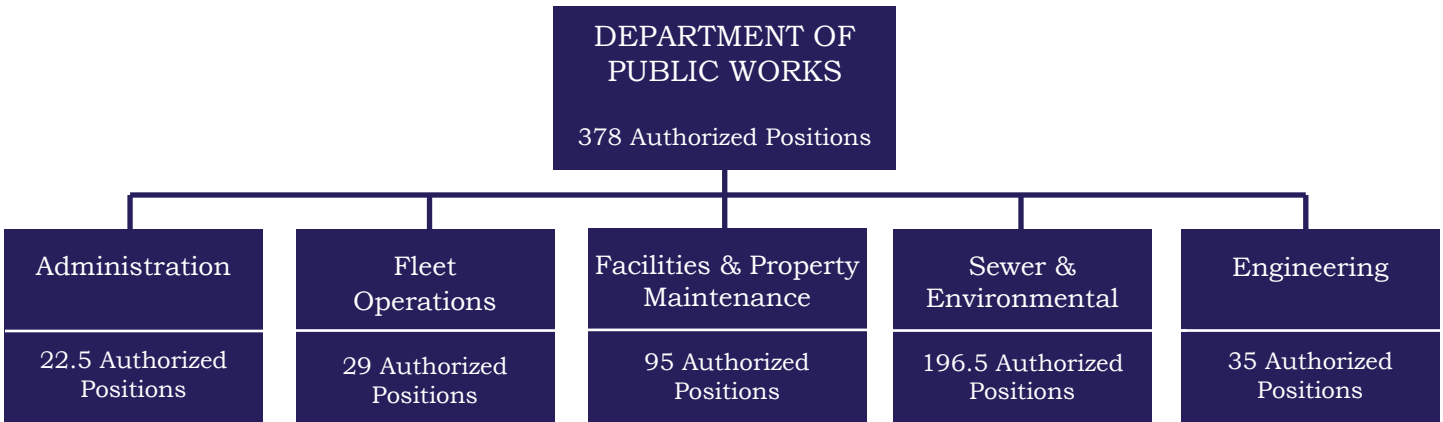 DEPARTMENT OF
PUBLIC WORKS
378 Authorized Positions
Administration
22.5 Authorized
Positions
Fleet
Operations
29 Authorized
Positions
Facilities & Property
Maintenance
95 Authorized
Positions
Sewer &
Environmental
196.5 Authorized
Positions
Engineering
35 Authorized
Positions